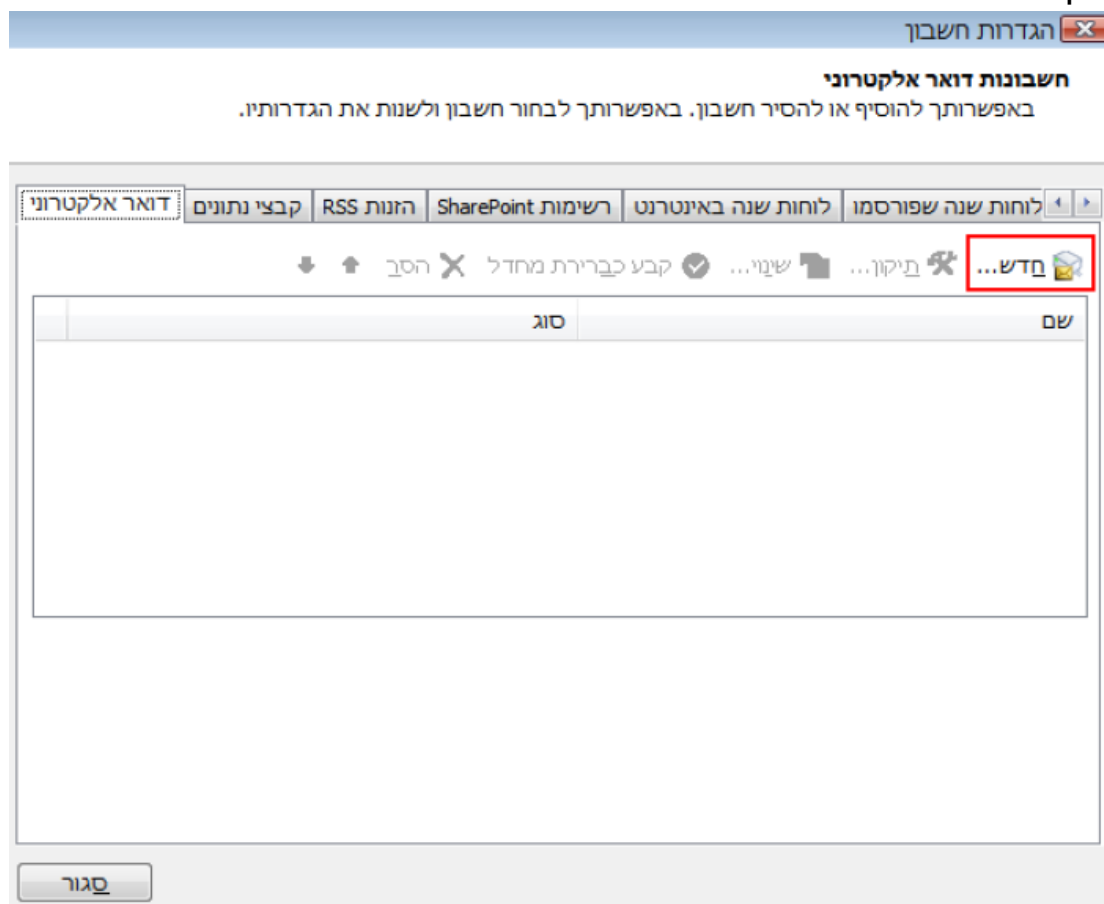 הגדרות חשבון
חשבונות דואר אלקטרוני
באפשרותך להוסיף או להסיר חשבון. באפשרותך לבחור חשבון ולשנות את הגדרותיו.
דואר אלקטרוני קבצי נתונים הזנות RSS רשימות SharePoint לוחות שנה באינטרנט לוחות שנה שפורסמו
חדש... תיקון... שינוי... קבע כברירת מחדל הסר
שם סוג
סגור